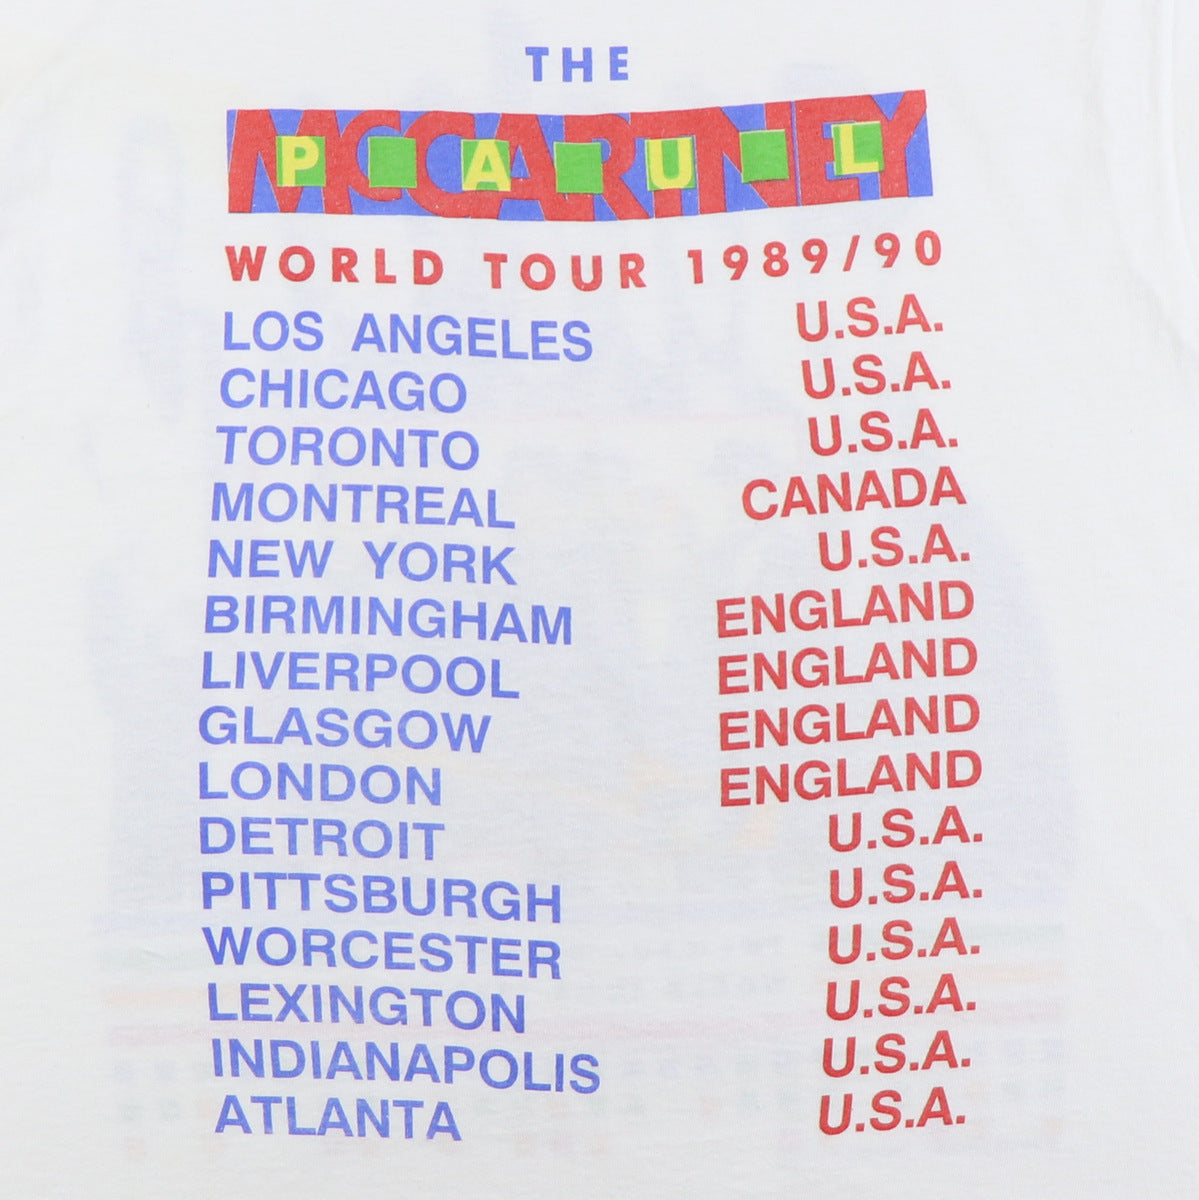 THE
PAUL McCARTNEY
WORLD TOUR 1989/90
LOS ANGELES U.S.A.
CHICAGO U.S.A.
TORONTO U.S.A.
MONTREAL CANADA
NEW YORK U.S.A.
BIRMINGHAM ENGLAND
LIVERPOOL ENGLAND
GLASGOW ENGLAND
LONDON ENGLAND
DETROIT U.S.A.
PITTSBURGH U.S.A.
WORCESTER U.S.A.
LEXINGTON U.S.A.
INDIANAPOLIS U.S.A.
ATLANTA U.S.A.